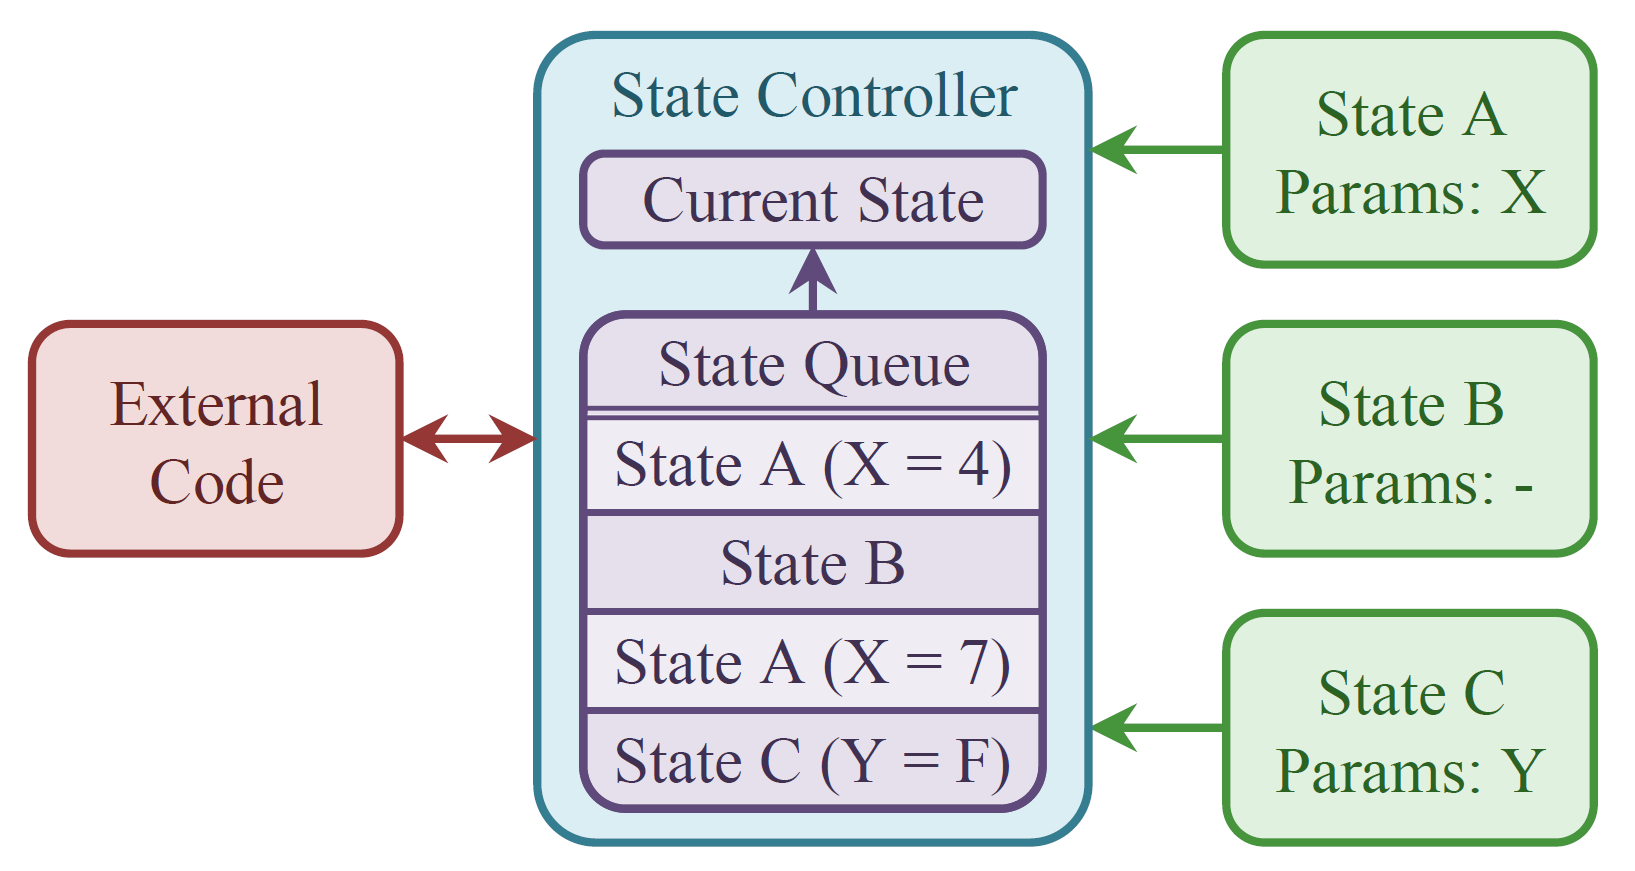 State Controller
Current State
State Queue
State A (X = 4)
State B
State A (X = 7)
State C (Y = F)
External
Code
State A
Params: X
State B
Params: -
State C
Params: Y